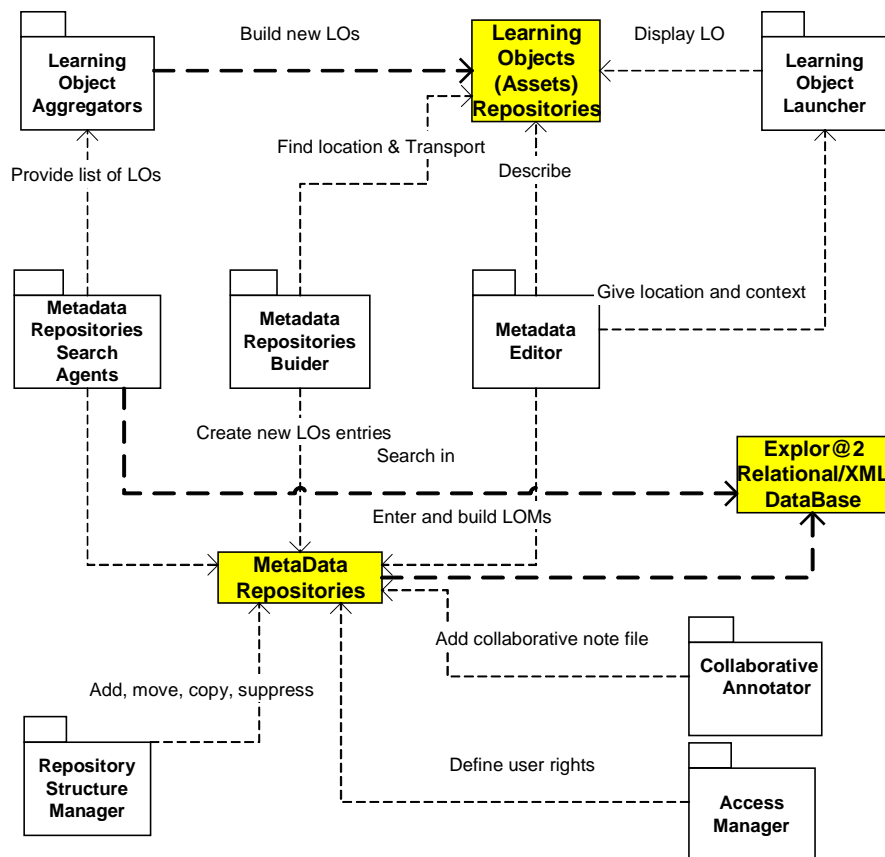 Build new LOs
Display LO
Learning
Object
Aggregators
Learning
Objects
(Assets)
Repositories
Learning
Object
Launcher
Find location & Transport
Provide list of LOs
Describe
Give location and context
Metadata
Repositories
Search
Agents
Metadata
Repositories
Buider
Metadata
Editor
Create new LOs entries
Search in
Explor@2
Relational/XML
DataBase
Enter and build LOMs
MetaData
Repositories
Add collaborative note file
Collaborative
Annotator
Add, move, copy, suppress
Repository
Structure
Manager
Define user rights
Access
Manager